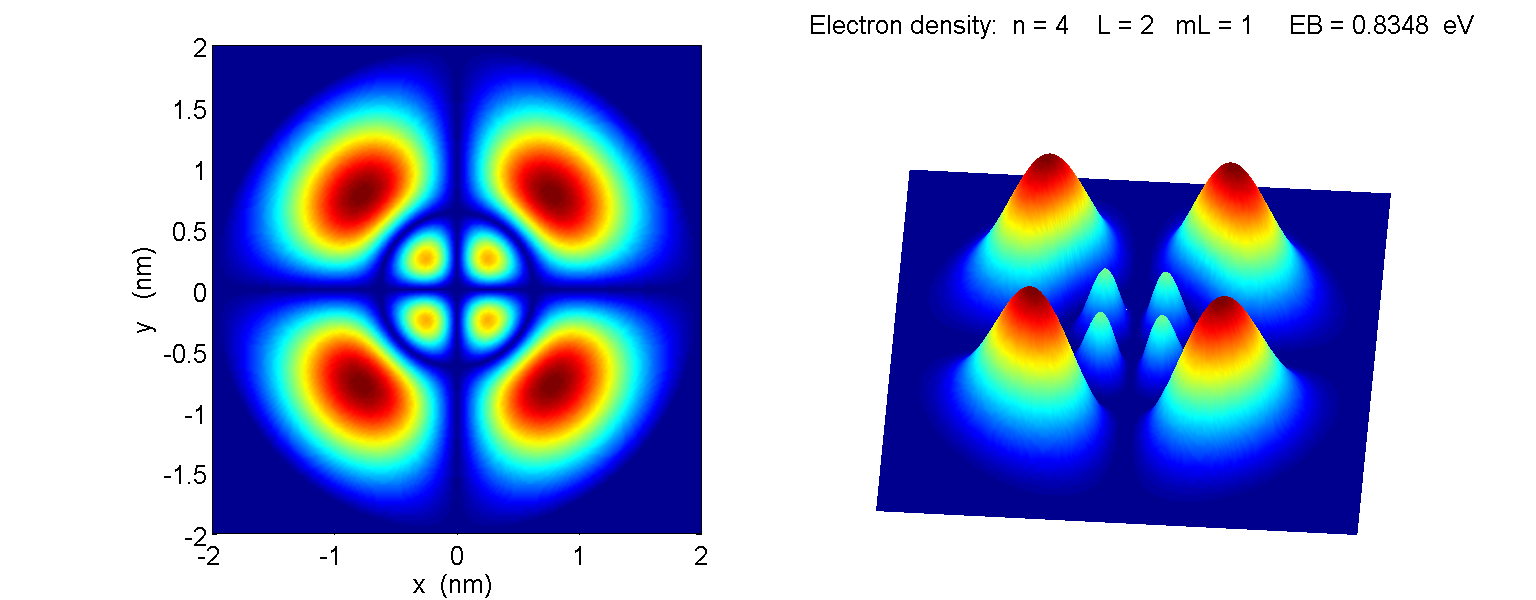 Electron density: n = 4 L = 2 mL = 1 EB = 0.8348 eV
2
1.5
1
0.5
0
-0.5
-1
-1.5
-2
y (nm)
-2 -1 0 1 2
x (nm)